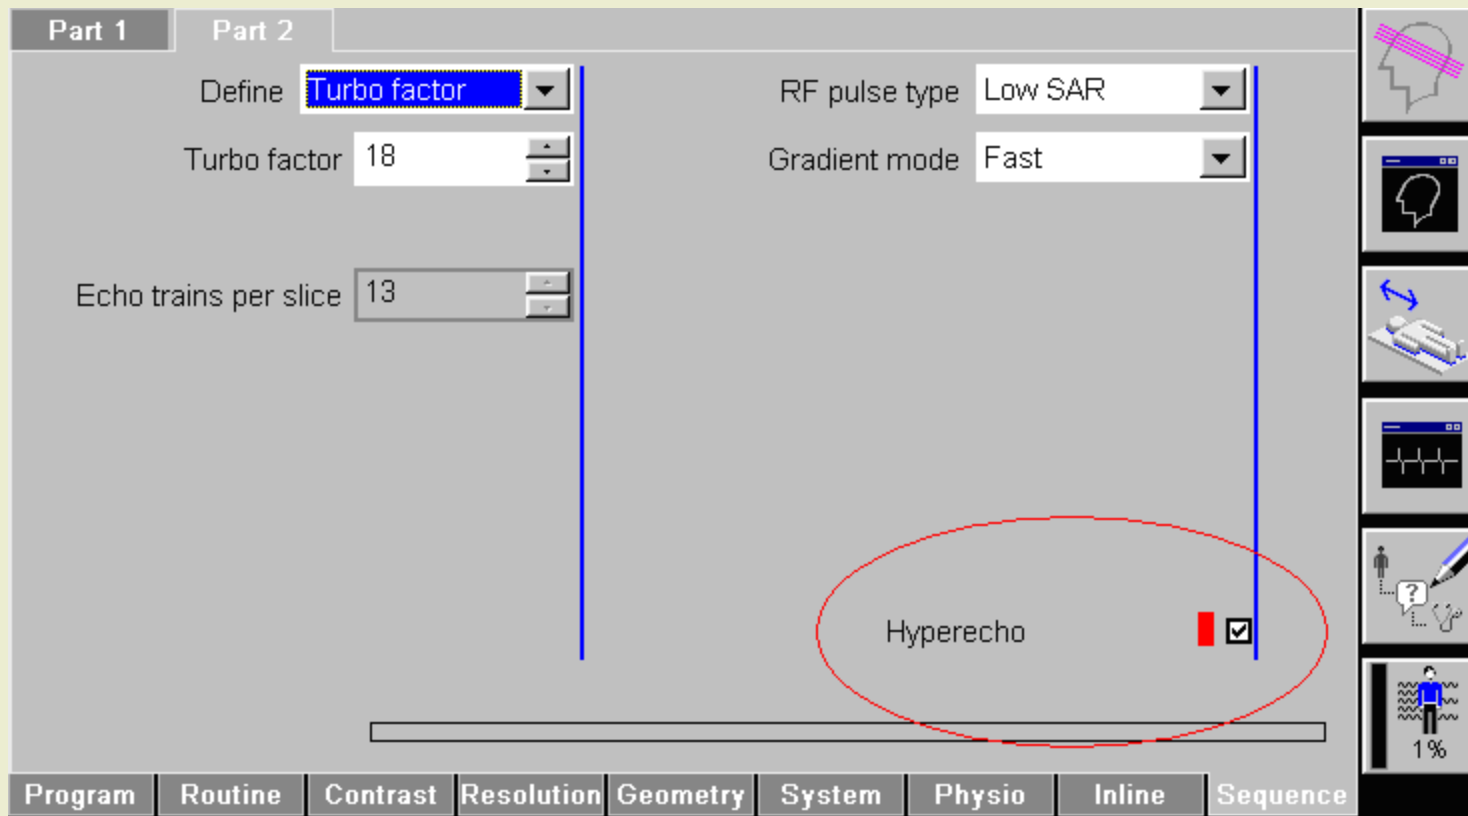 Part 1 Part 2
Define Turbo factor RF pulse type Low SAR
Turbo factor 18 Gradient mode Fast
Echo trains per slice 13
?
Hyperecho
1%
Program Routine Contrast Resolution Geometry System Physio Inline Sequence